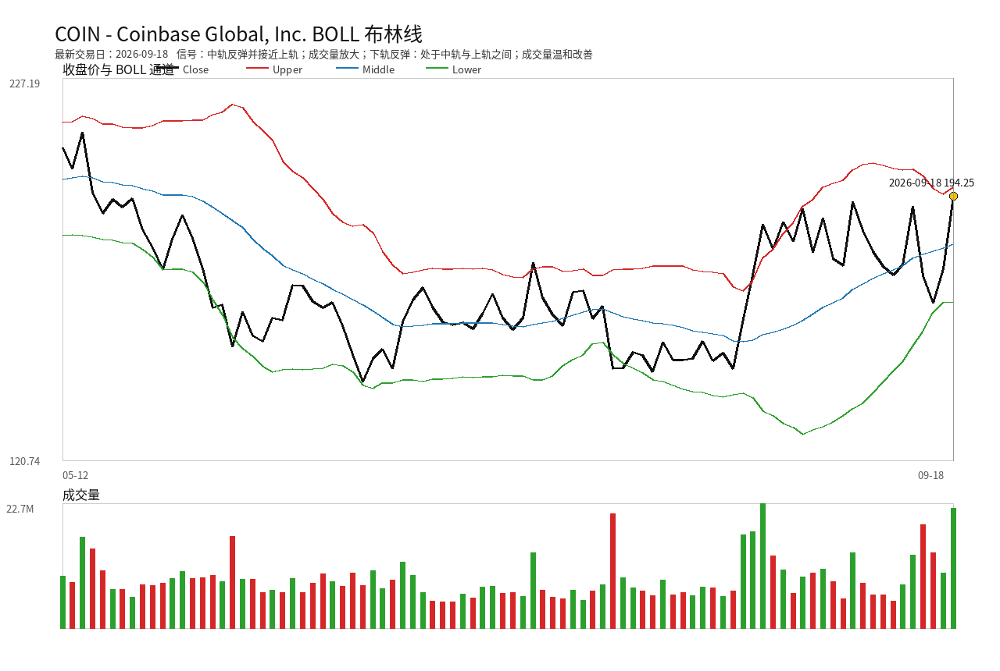 COIN - Coinbase Global, Inc. BOLL 布林线
最新交易日：2026-09-18 信号：中轨反弹并接近上轨；成交量放大；下轨反弹：处于中轨与上轨之间；成交量温和改善
收盘价与 BOLL 通道 Close Upper Middle Lower
227.19
2026-09-18 194.25
120.74
05-12 09-18
成交量
22.7M